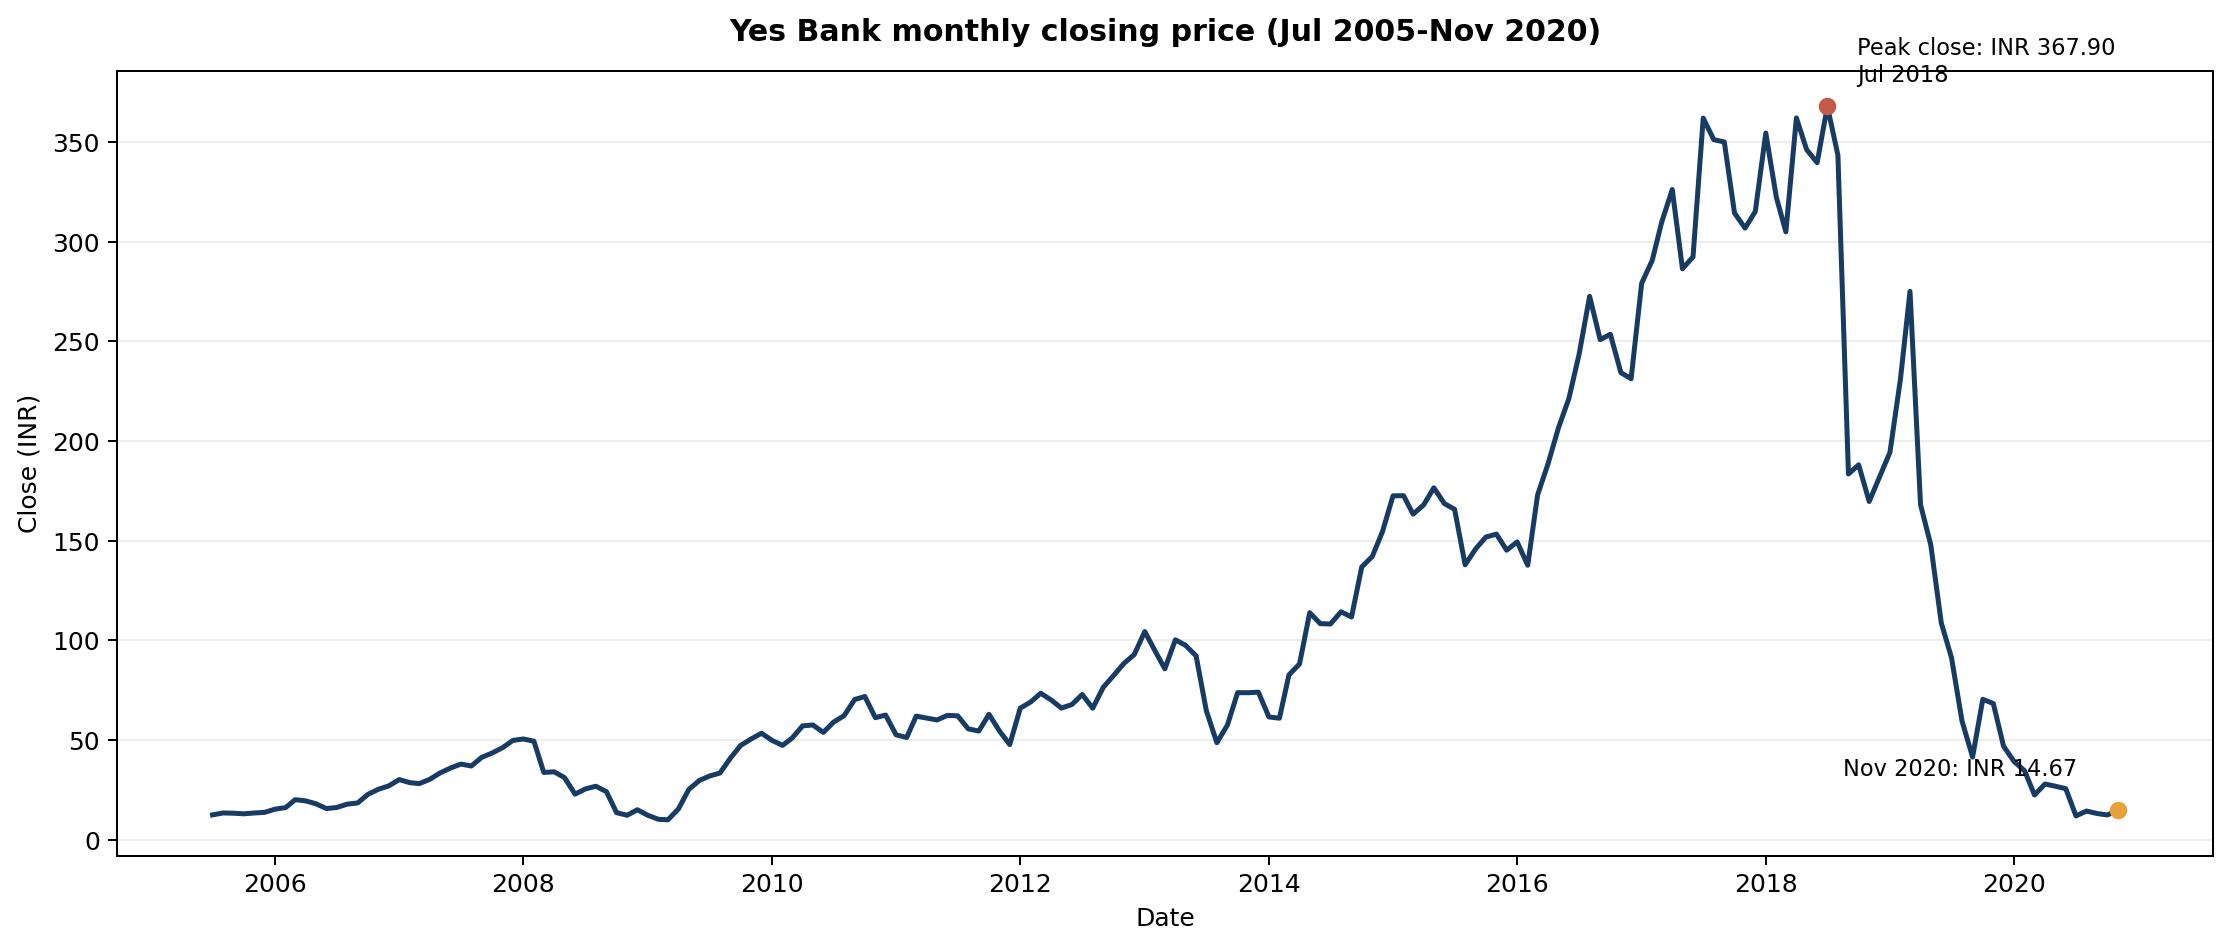 Yes Bank monthly closing price (Jul 2005-Nov 2020)
Peak close: INR 367.90
Jul 2018
350
300
250
200
150
100
50
0
Close (INR)
Nov 2020: INR 14.67
2006 2008 2010 2012 2014 2016 2018 2020
Date